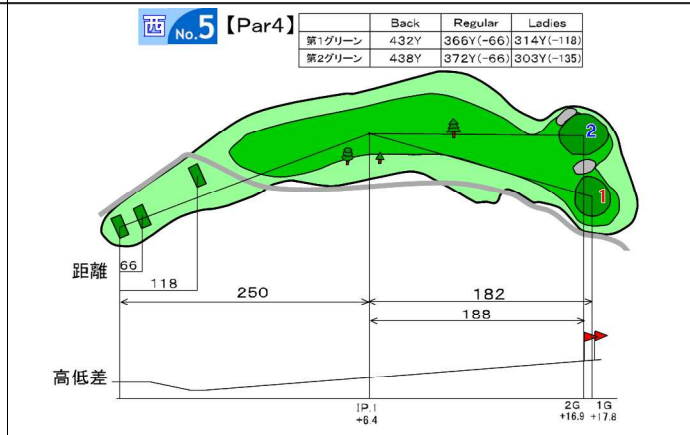 西 No.5 【Par4】
Back Regular Ladies
第1グリーン 432Y 366Y(-66) 314Y(-118)
第2グリーン 438Y 372Y(-66) 303Y(-135)
2
1
距離
66
118
250
182
188
高低差
IP.1
+6.4
2G
+16.9
1G
+17.8